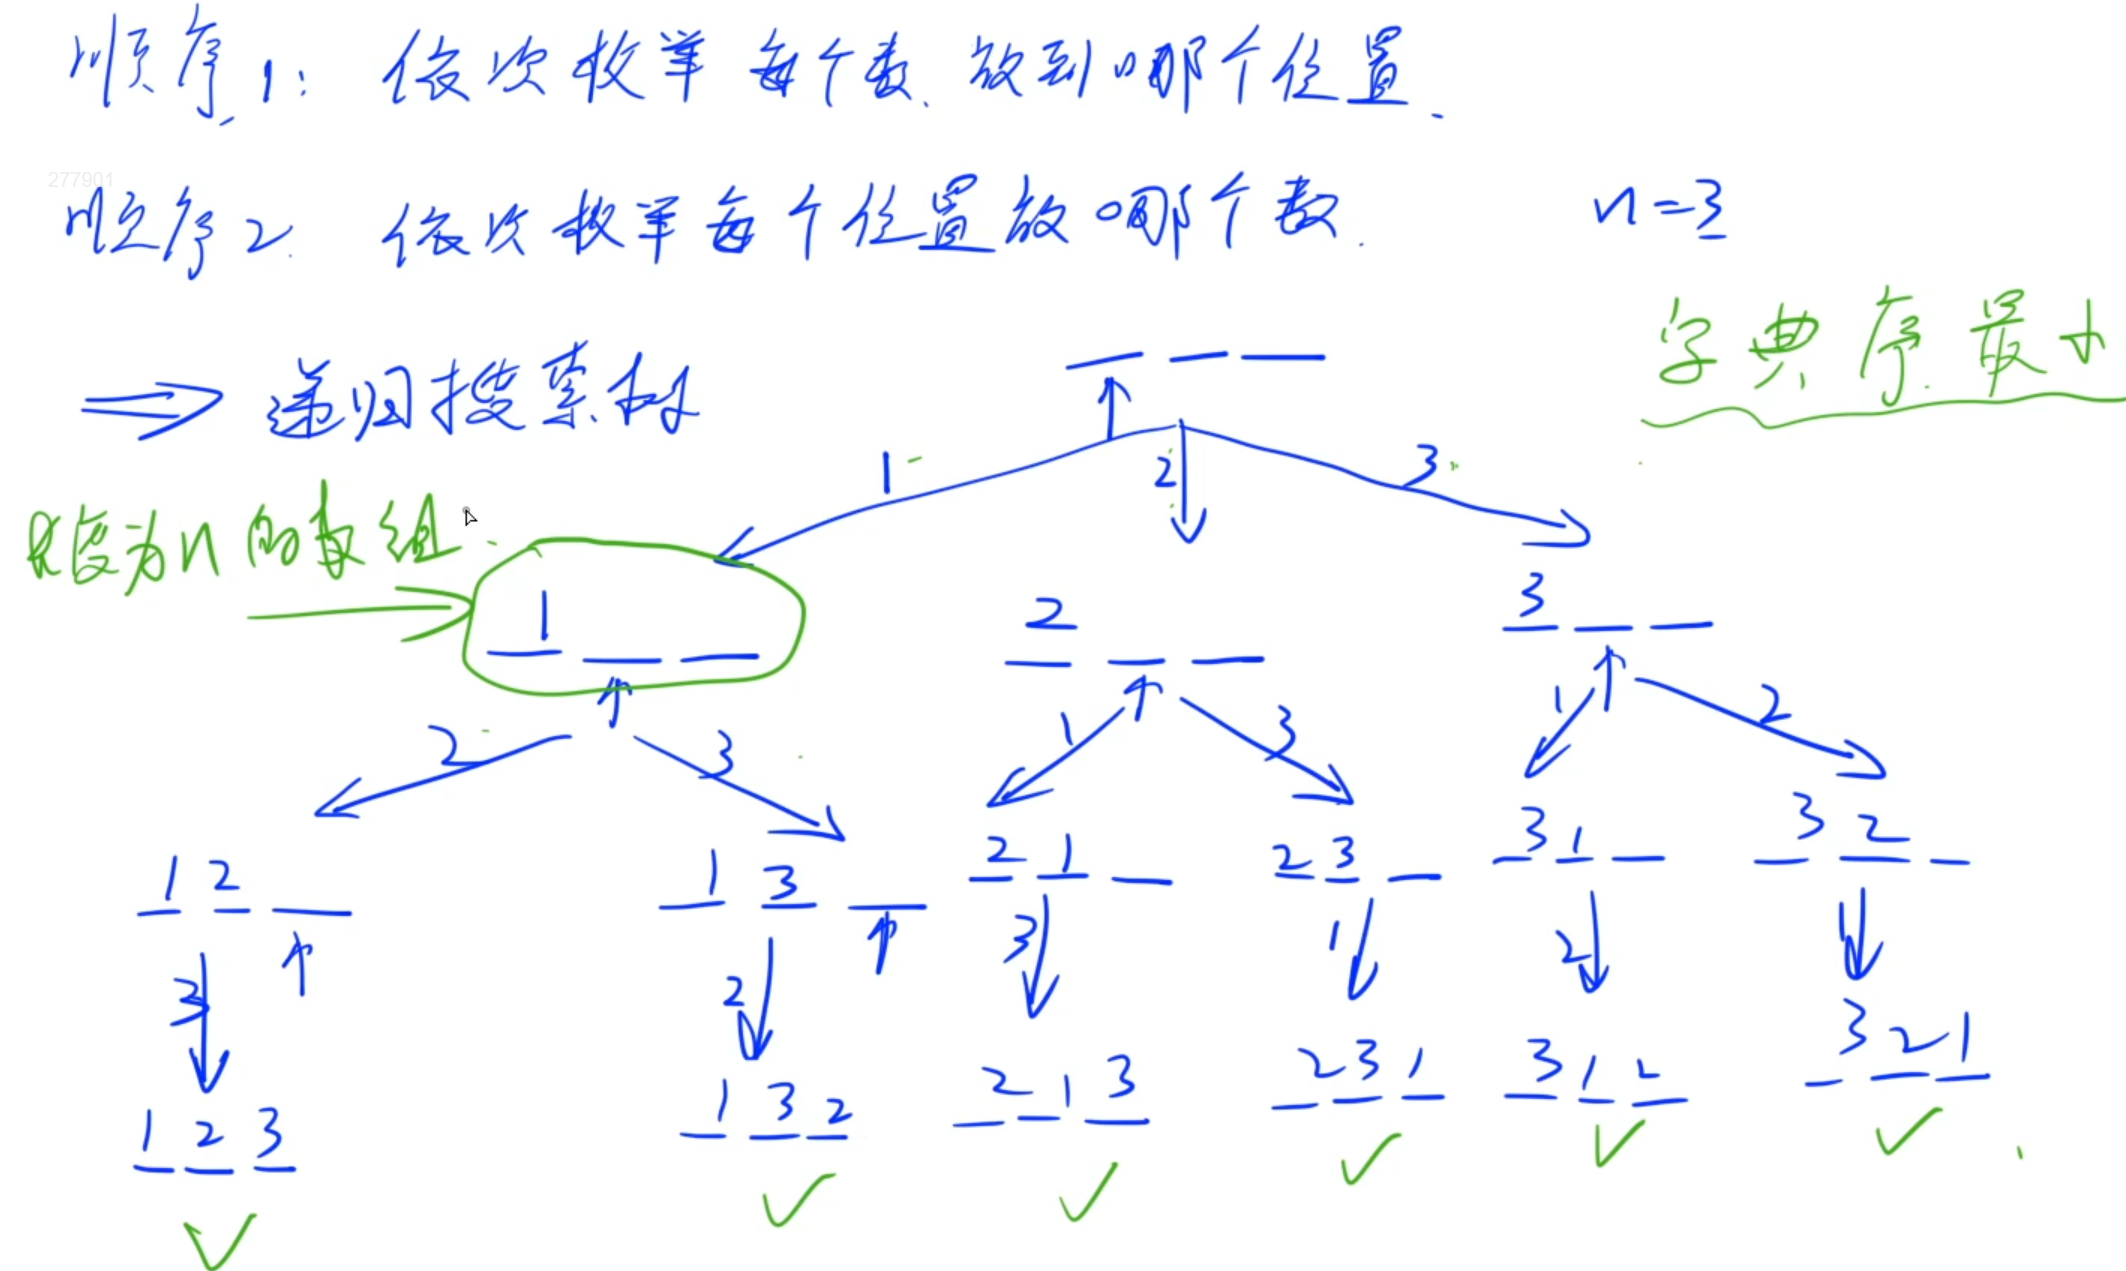 顺序1: 依次枚举每个数放到哪个位置.
277901
顺序2. 依次枚举每个位置放哪个数.
n=3
字典序最小
⇒ 递归搜索树
1 2 3
长度为n的数组
1 2 3
2 3 1 3 1 2
1 2 1 3 2 1 2 3 3 1 3 2
3 2 3 1 2 1
1 2 3 1 3 2 2 1 3 2 3 1 3 1 2 3 2 1